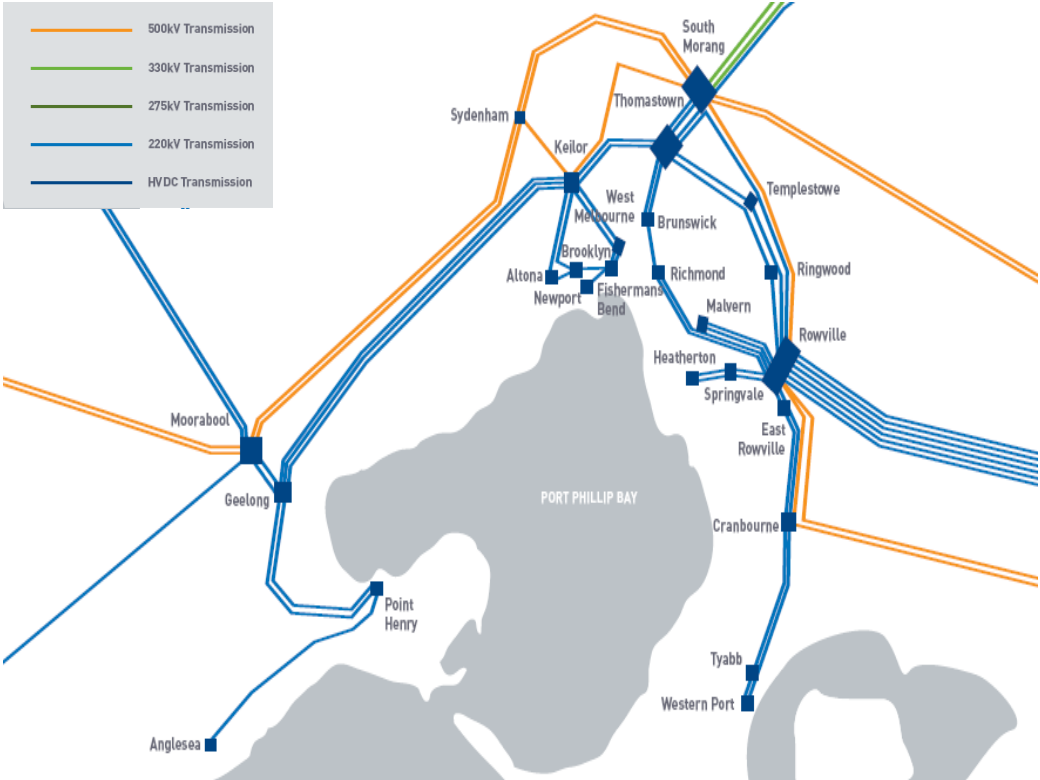 500kV Transmission
330kV Transmission
275kV Transmission
220kV Transmission
HVDC Transmission
South
Morang
Thomastown
Sydenham
Keilor
Templestowe
West
Melbourne
Brunswick
Brooklyn
Altona
Richmond
Ringwood
Newport
Fishermans
Bend
Malvern
Rowville
Heatherton
Springvale
East
Rowville
Moorabool
Geelong
PORT PHILLIP BAY
Cranbourne
Point
Henry
Tyabb
Western Port
Anglesea